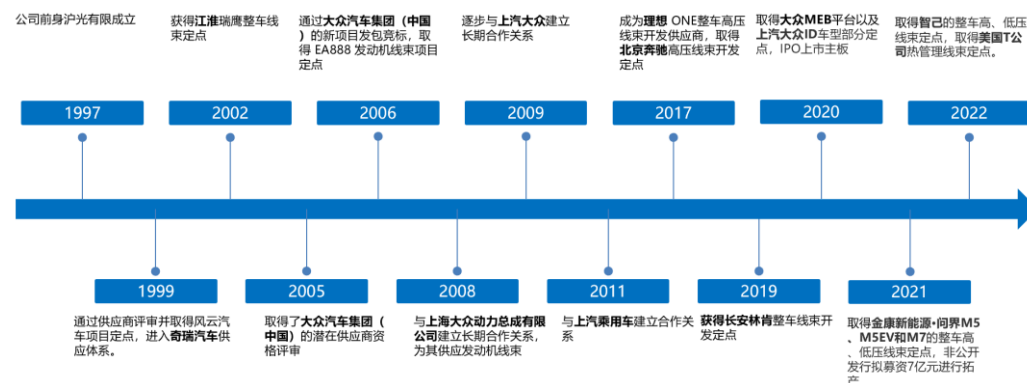 公司前身沪光有限成立
获得江淮瑞鹰整车线
束定点
通过大众汽车集团（中国
）的新项目发包竞标，取
得 EA888 发动机线束项目
定点
逐步与上汽大众建立
长期合作关系
成为理想 ONE整车高压
线束开发供应商，取得
北京奔驰高压线束开发
定点
取得大众MEB平台以及
上汽大众ID车型部分定
点，IPO上市主板
取得智己的整车高、低压
线束定点，取得美国T公
司热管理线束定点。
1997
2002
2006
2009
2017
2020
2022
1999
2005
2008
2011
2019
2021
通过供应商评审并取得风云汽
车项目定点，进入奇瑞汽车供
应体系。
取得了大众汽车集团（
中国）的潜在供应商资
格评审
与上海大众动力总成有限
公司建立长期合作关系，
为其供应发动机线束
与上汽乘用车建立合作关
系
获得长安林肯整车线束开
发定点
取得金康新能源·问界M5
、M5EV和M7的整车高
、低压线束定点，非公开
发行拟募资7亿元进行拓
产